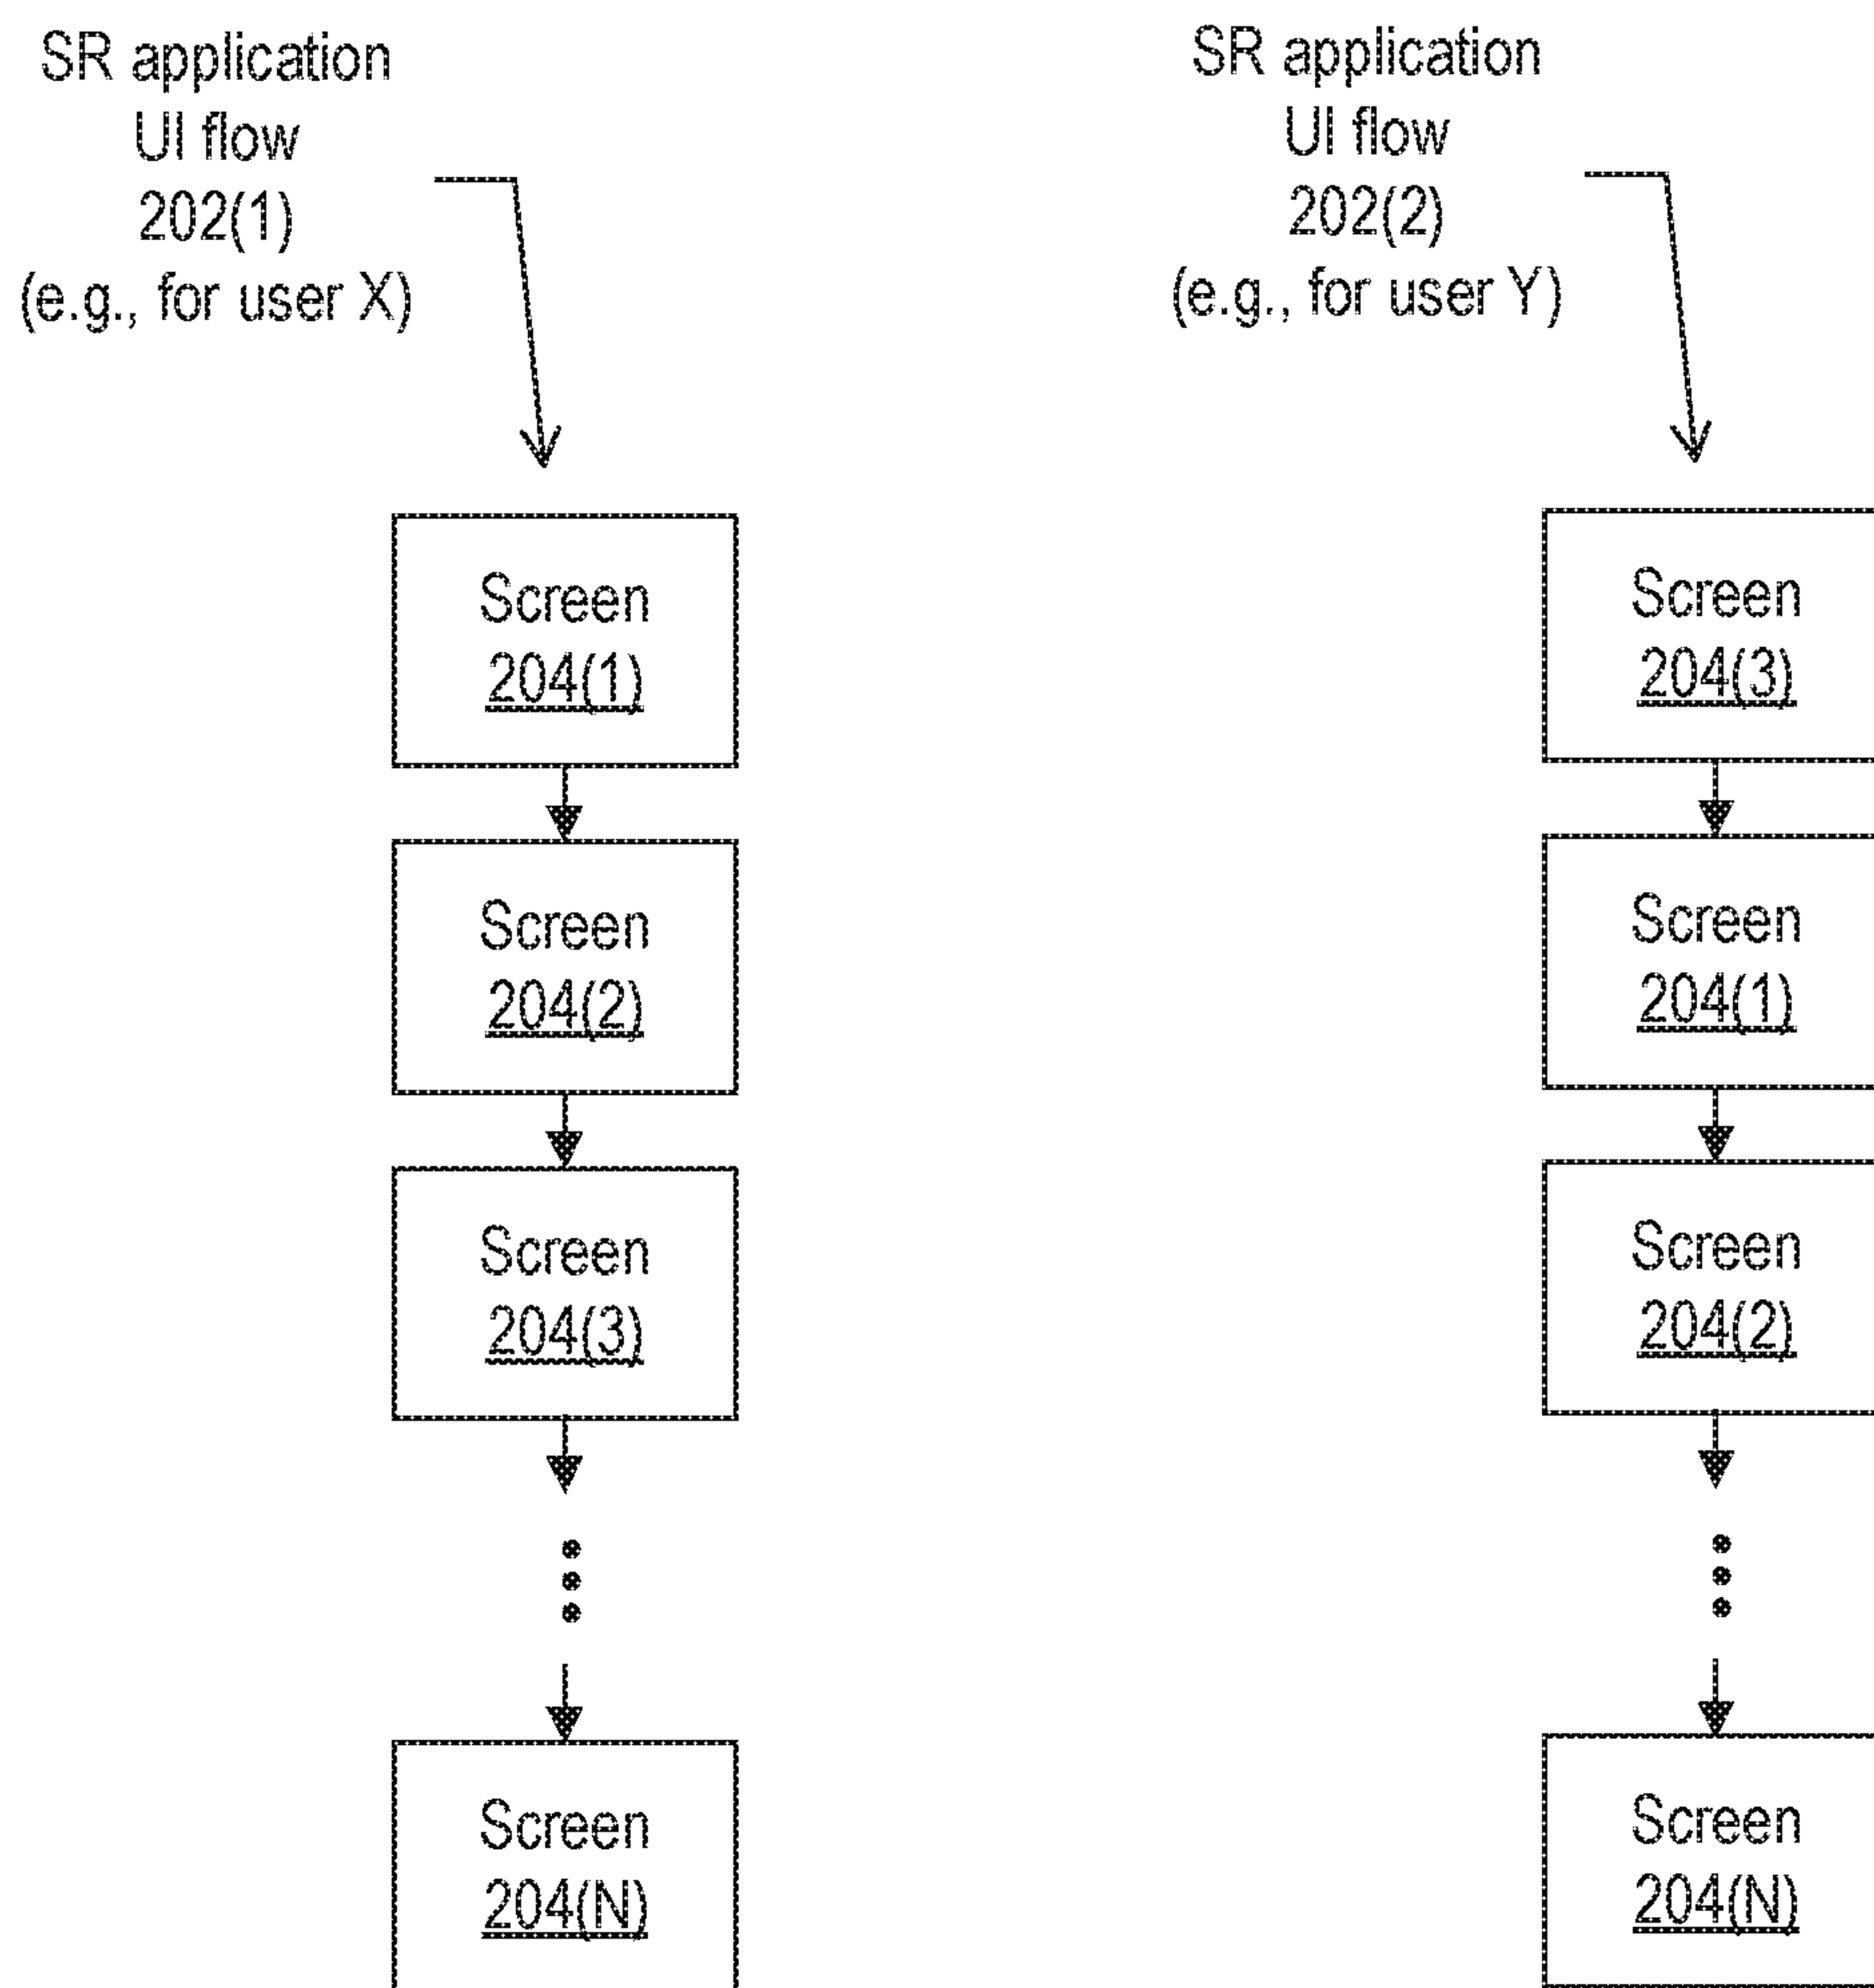 SR application
UI flow
202(1)
(e.g., for user X)
Screen
204(1)
Screen
204(2)
Screen
204(3)
Screen
204(N)
SR application
UI flow
202(2)
(e.g., for user Y)
Screen
204(3)
Screen
204(1)
Screen
204(2)
Screen
204(N)